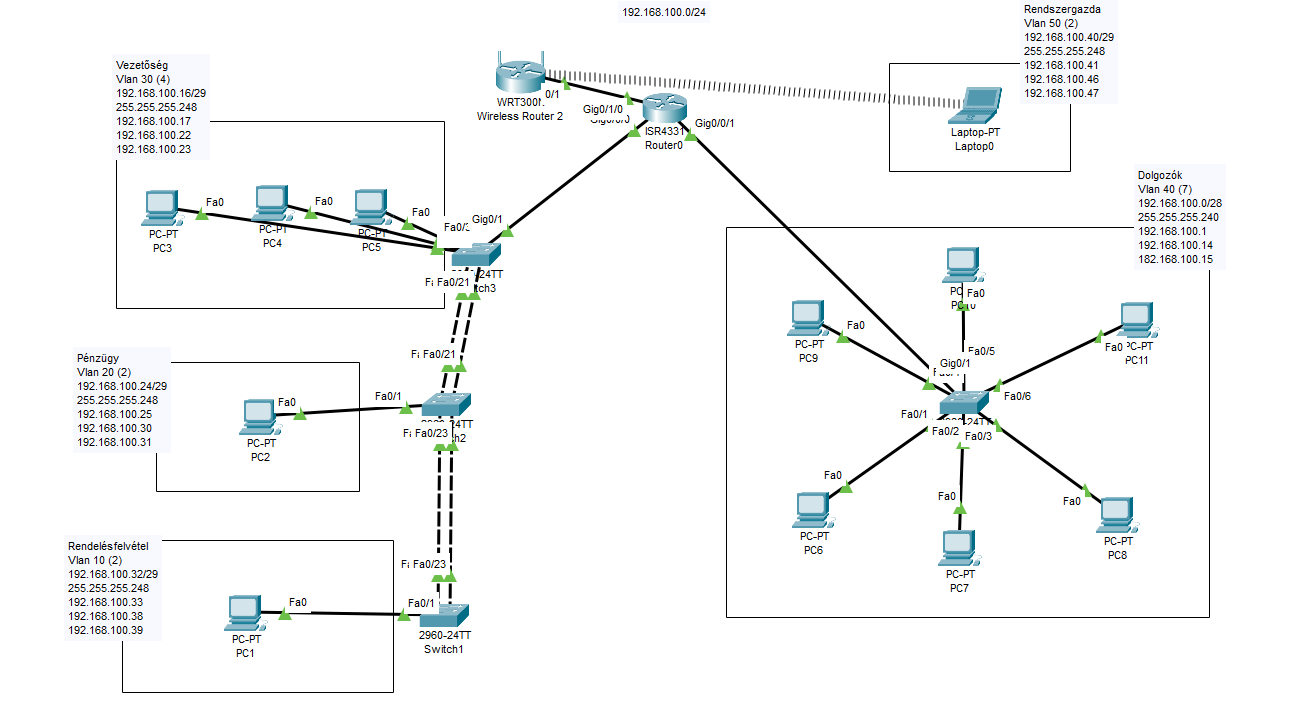 192.168.100.0/24
Rendszergazda
Vlan 50 (2)
192.168.100.40/29
255.255.255.248
192.168.100.41
192.168.100.46
192.168.100.47
Vezetőség
Vlan 30 (4)
192.168.100.16/29
255.255.255.248
192.168.100.17
192.168.100.22
192.168.100.23
0/1
WRT300N
Wireless Router 2
Gig0/1/0
Gig0/0/0
Gig0/0/1
ISR4331
Router0
Laptop-PT
Laptop0
Dolgozók
Vlan 40 (7)
192.168.100.0/28
255.255.255.240
192.168.100.1
192.168.100.14
182.168.100.15
Fa0
Fa0
Fa0
PC-PT
PC3
PC-PT
PC4
PC-PT
PC5
Gig0/1
24TT
tch3
Fa0/21
Fa0/21
Pénzügy
Vlan 20 (2)
192.168.100.24/29
255.255.255.248
192.168.100.25
192.168.100.30
192.168.100.31
Fa0
Fa0/1
PC-PT
PC2
Fa0/23
Rendelésfelvétel
Vlan 10 (2)
192.168.100.32/29
255.255.255.248
192.168.100.33
192.168.100.38
192.168.100.39
Fa0/23
Fa0
Fa0/1
PC-PT
PC1
2960-24TT
Switch1
Fa0
Fa0
PC-PT
PC9
Fa0/5
Gig0/1
Fa0
PC-PT
PC11
Fa0/6
Fa0/1
Fa0/2
Fa0/3
Fa0
PC-PT
PC6
Fa0
PC-PT
PC7
Fa0
PC-PT
PC8